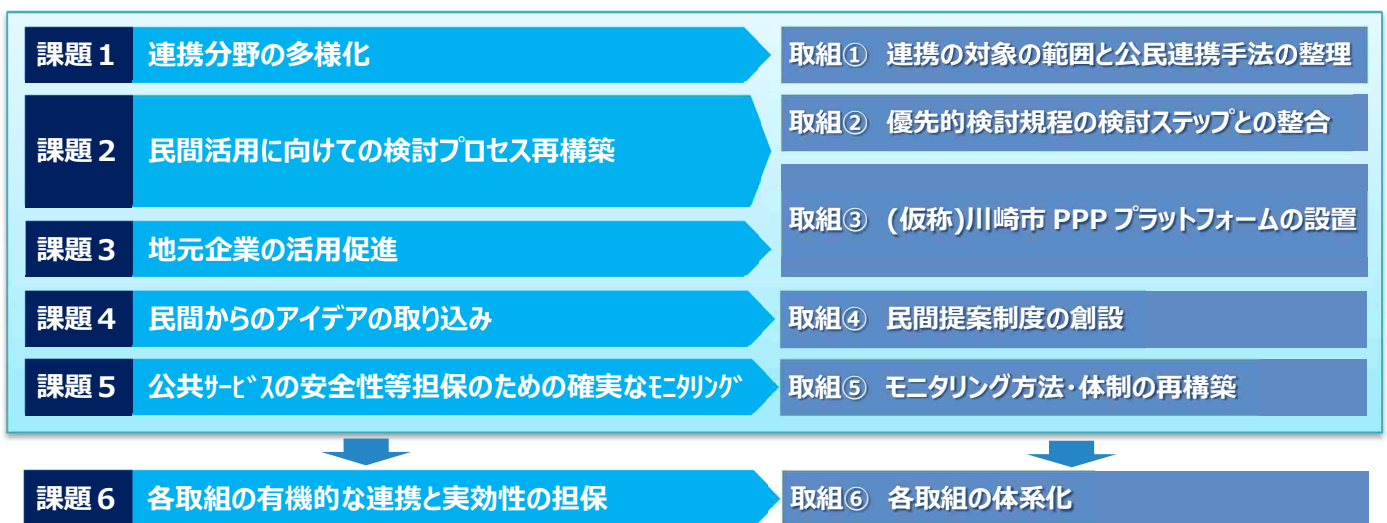 課題1 連携分野の多様化 取組① 連携の対象の範囲と公民連携手法の整理
課題2 民間活用に向けての検討プロセス再構築 取組② 優先的検討規程の検討ステップとの整合
取組③ (仮称)川崎市 PPP プラットフォームの設置
課題3 地元企業の活用促進
課題4 民間からのアイデアの取り込み 取組④ 民間提案制度の創設
課題5 公共ｻｰﾋﾞｽの安全性等担保のための確実なﾓﾆﾀﾘﾝｸﾞ 取組⑤ モニタリング方法・体制の再構築
課題6 各取組の有機的な連携と実効性の担保 取組⑥ 各取組の体系化